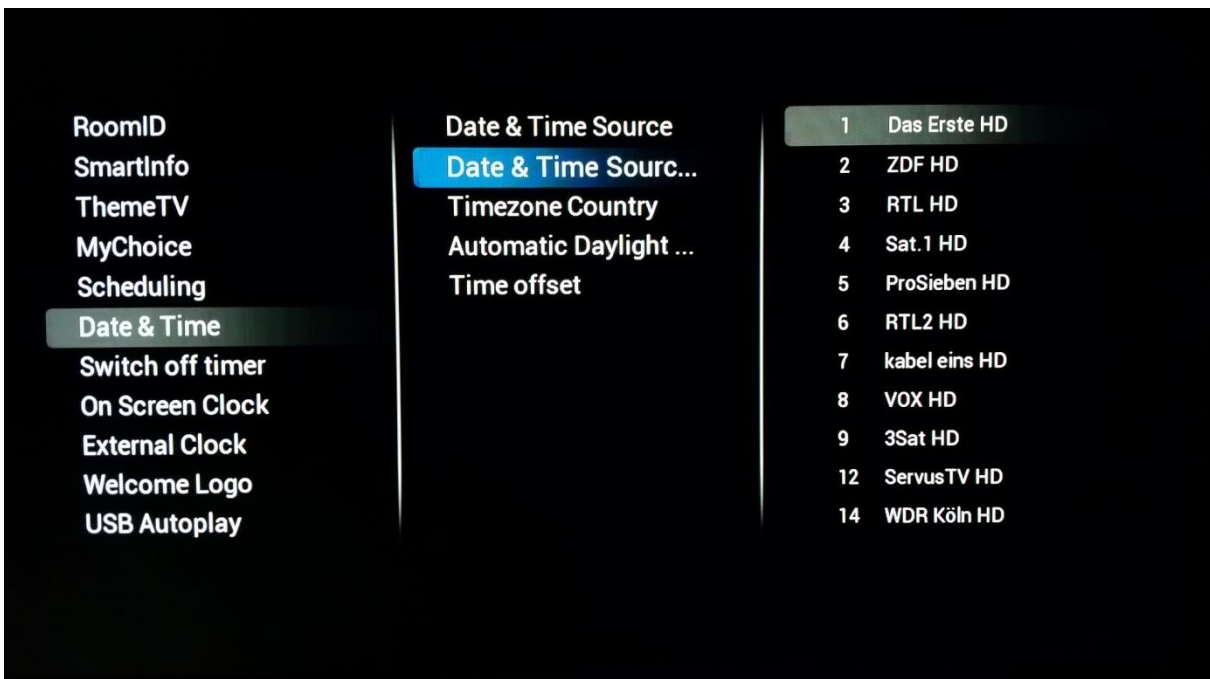 RoomID
SmartInfo
ThemeTV
MyChoice
Scheduling
Date & Time
Switch off timer
On Screen Clock
External Clock
Welcome Logo
USB Autoplay
Date & Time Source
Date & Time Sourc...
Timezone Country
Automatic Daylight ...
Time offset
1 Das Erste HD
2 ZDF HD
3 RTL HD
4 Sat.1 HD
5 ProSieben HD
6 RTL2 HD
7 kabel eins HD
8 VOX HD
9 3Sat HD
12 ServusTV HD
14 WDR Köln HD